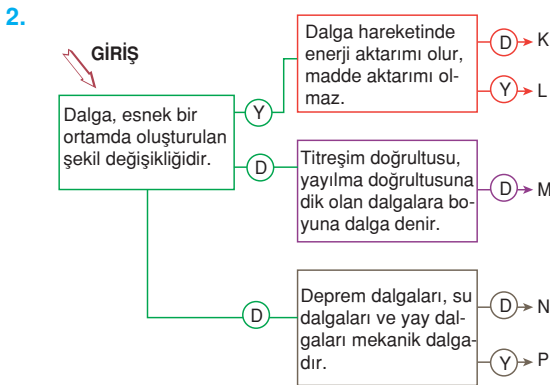 2.
GİRİŞ
Dalga, esnek bir
ortamda oluşturulan
şekil değişikliğidir.
Y
D
D
Dalga hareketinde
enerji aktarımı olur,
madde aktarımı ol-
maz.
D K
Y L
Titreşim doğrultusu,
yayılma doğrultusuna
dik olan dalgalara bo-
yuna dalga denir.
D M
Deprem dalgaları, su
dalgaları ve yay dal-
gaları mekanik dalga-
dır.
D N
Y P